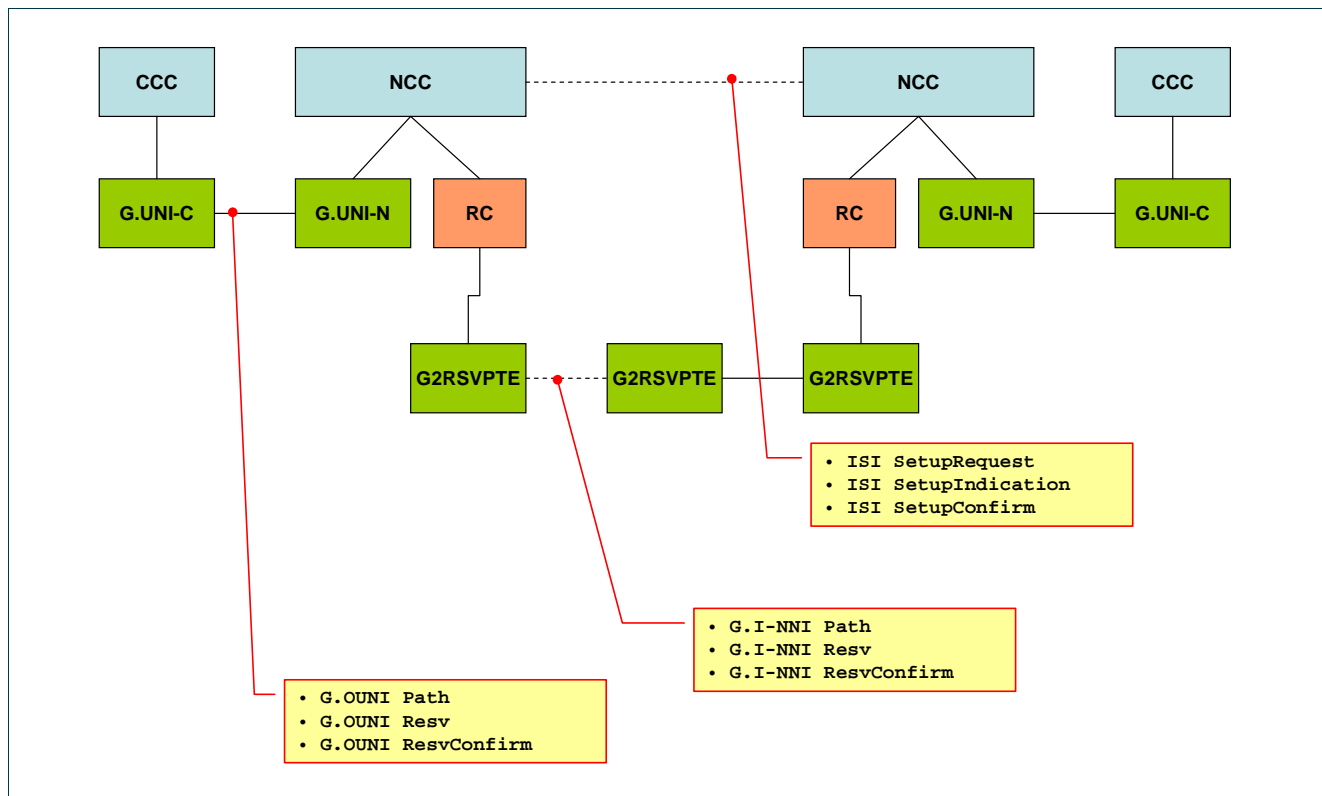 CCC
NCC
NCC
CCC
G.UNI-C
G.UNI-N
RC
RC
G.UNI-N
G.UNI-C
G2RSVPTE
G2RSVPTE
G2RSVPTE
• ISI SetupRequest
• ISI SetupIndication
• ISI SetupConfirm
• G.I-NNI Path
• G.I-NNI Resv
• G.I-NNI ResvConfirm
• G.OUNI Path
• G.OUNI Resv
• G.OUNI ResvConfirm